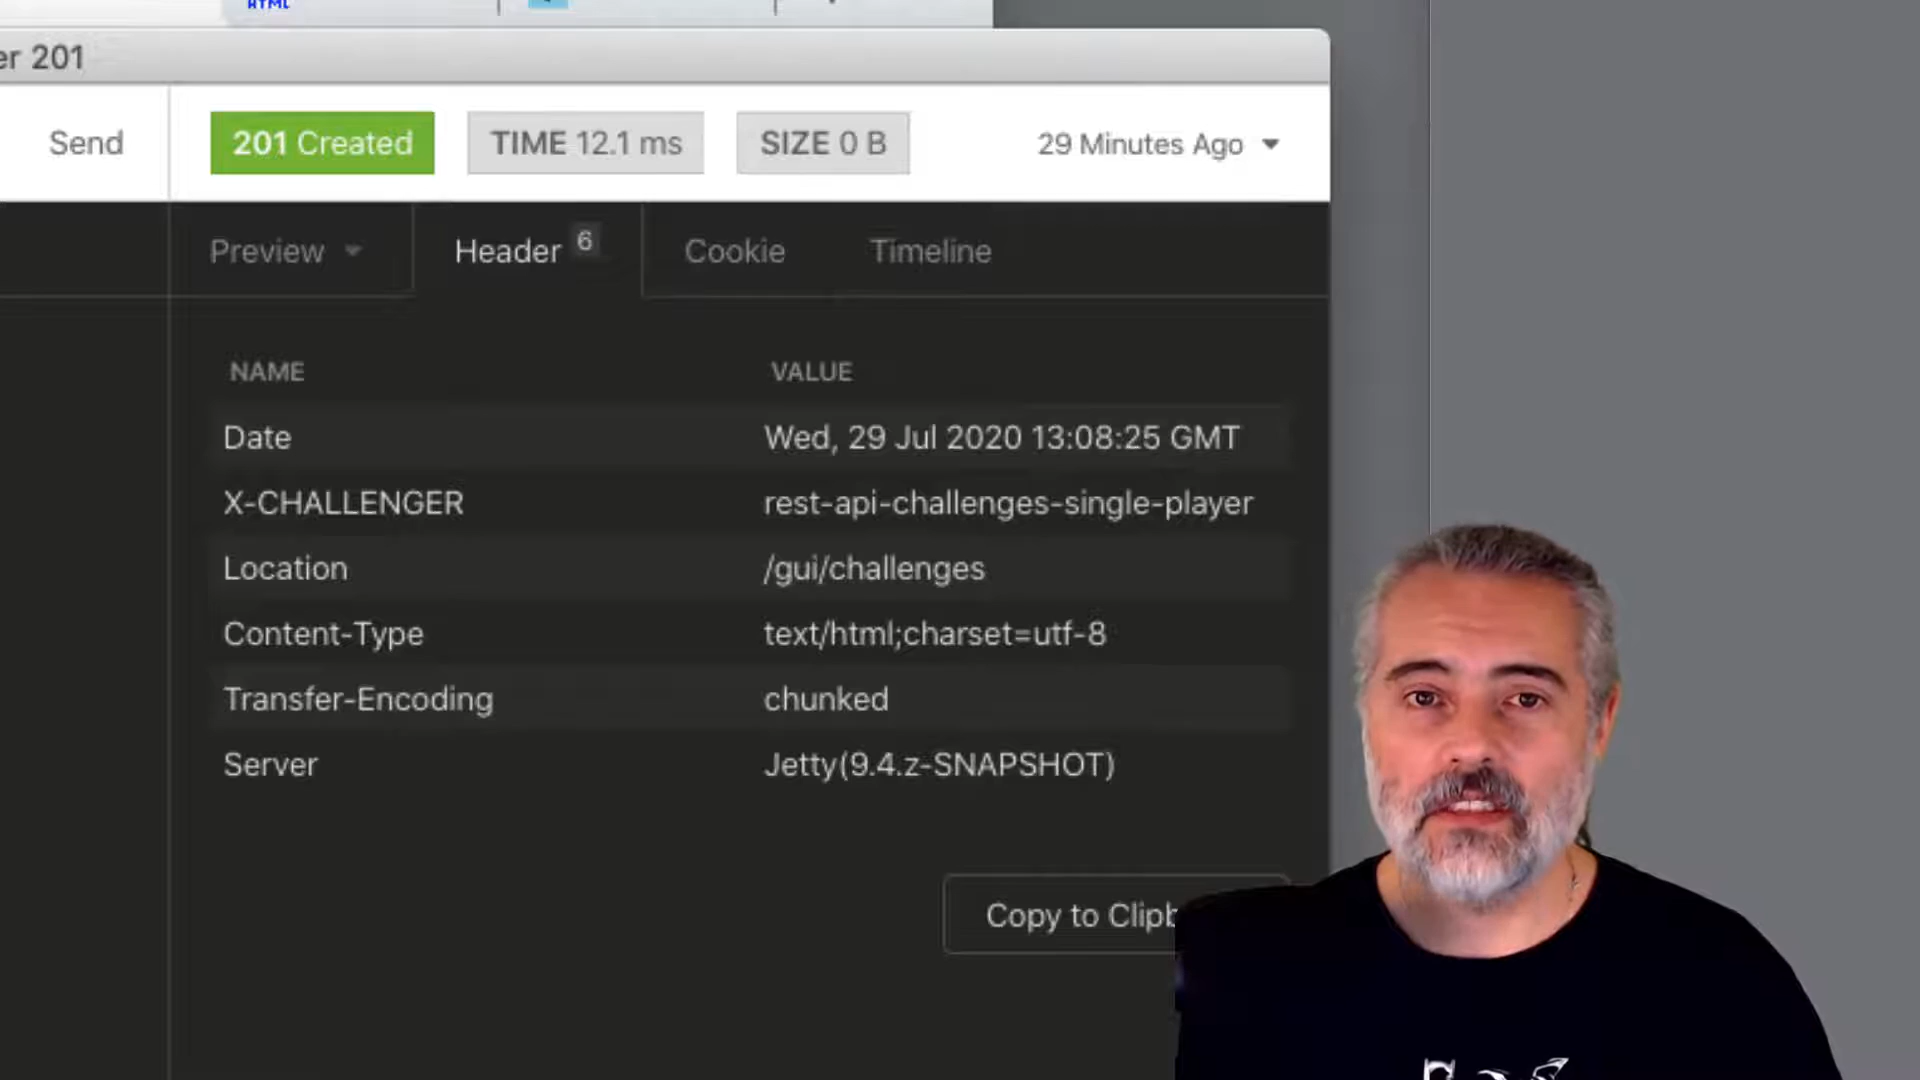 HTML
er 201
Send
201 Created
TIME 12.1 ms
SIZE 0 B
29 Minutes Ago
Preview
Header 6
Cookie
Timeline
NAME
VALUE
Date
Wed, 29 Jul 2020 13:08:25 GMT
X-CHALLENGER
rest-api-challenges-single-player
Location
/gui/challenges
Content-Type
text/html;charset=utf-8
Transfer-Encoding
chunked
Server
Jetty(9.4.z-SNAPSHOT)
Copy to Clipb